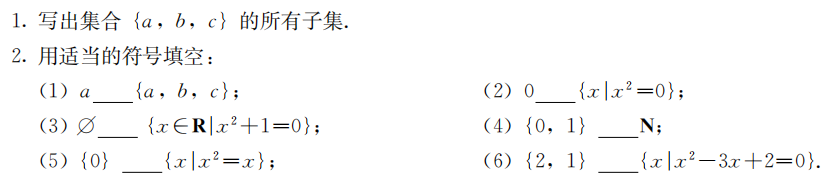 1. 写出集合 {a, b, c} 的所有子集.
2. 用适当的符号填空:
(1) a____{a, b, c}; (2) 0____{x|x²=0};
(3) ∅____ {x∈R|x²+1=0}; (4) {0, 1} ____N;
(5) {0} ____{x|x²=x}; (6) {2, 1} ____{x|x²-3x+2=0}.